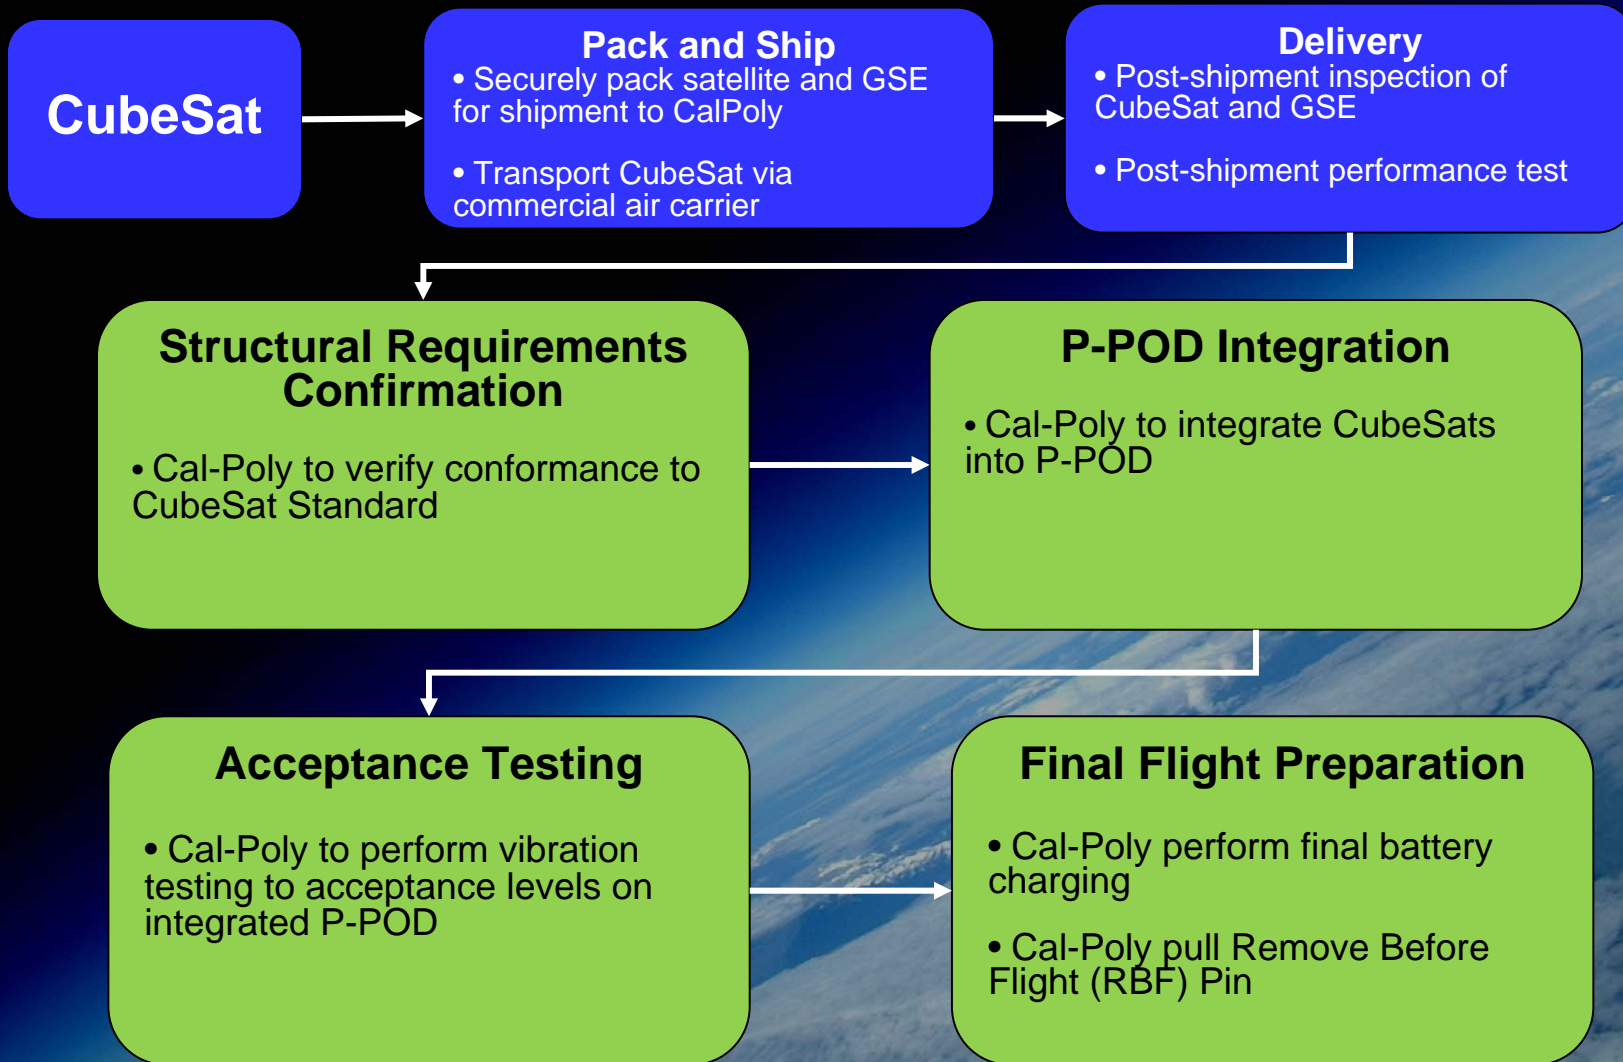 CubeSat
Pack and Ship
• Securely pack satellite and GSE
for shipment to CalPoly
• Transport CubeSat via
commercial air carrier
Delivery
• Post-shipment inspection of
CubeSat and GSE
• Post-shipment performance test
Structural Requirements
Confirmation
• Cal-Poly to verify conformance to
CubeSat Standard
P-POD Integration
• Cal-Poly to integrate CubeSats
into P-POD
Acceptance Testing
• Cal-Poly to perform vibration
testing to acceptance levels on
integrated P-POD
Final Flight Preparation
• Cal-Poly perform final battery
charging
• Cal-Poly pull Remove Before
Flight (RBF) Pin